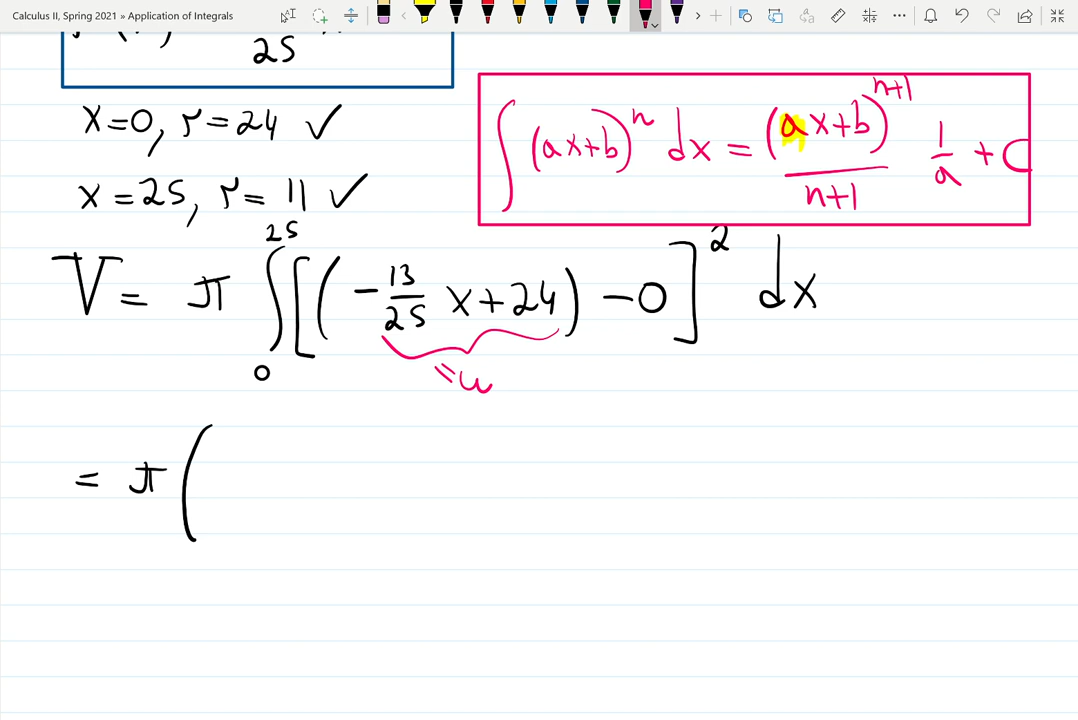 Calculus II, Spring 2021 » Application of Integrals
25
x=0, r=24 ✓
x=25, r=11 ✓
∫(ax+b)^n dx = (ax+b)^(n+1)/(n+1) 1/a + C
V = π ∫_0^25 [(-13/25 x+24) -0]^2 dx
=u
= π (